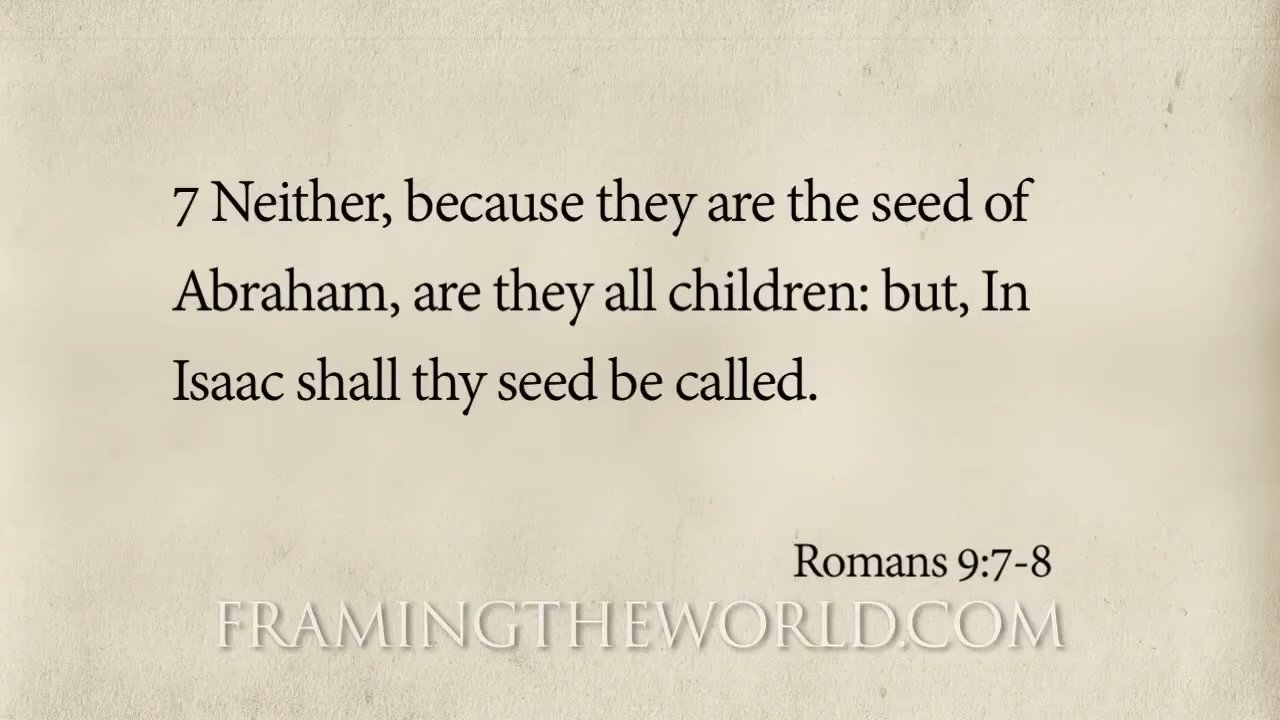 7 Neither, because they are the seed of
Abraham, are they all children: but, In
Isaac shall thy seed be called.
Romans 9:7-8
FRAMINGTHEWORLD.COM